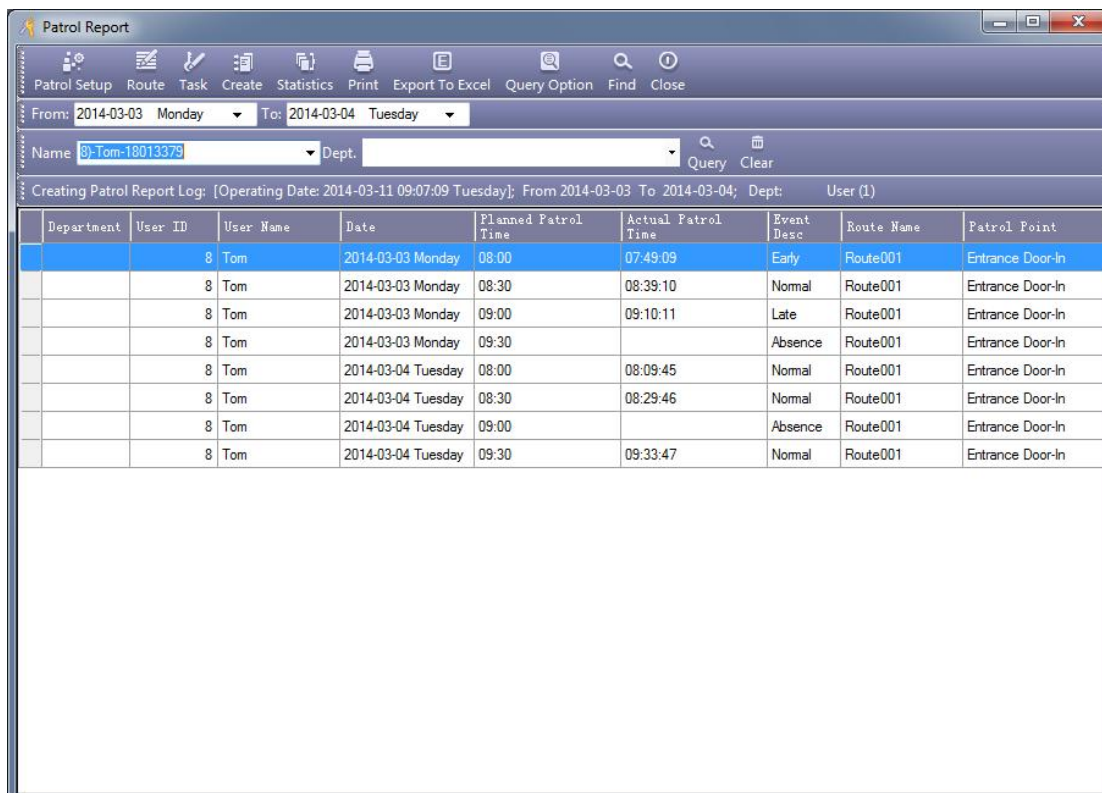 Patrol Report
Patrol Setup Route Task Create Statistics Print Export To Excel Query Option Find Close
From: 2014-03-03 Monday To: 2014-03-04 Tuesday
Name 8)-Tom-18013379 Dept. Query Clear
Creating Patrol Report Log: [Operating Date: 2014-03-11 09:07:09 Tuesday]; From 2014-03-03 To 2014-03-04; Dept: User (1)
Department User ID User Name Date Planned Patrol Time Actual Patrol Time Event Desc Route Name Patrol Point
8 Tom 2014-03-03 Monday 08:00 07:49:09 Early Route001 Entrance Door-In
8 Tom 2014-03-03 Monday 08:30 08:39:10 Normal Route001 Entrance Door-In
8 Tom 2014-03-03 Monday 09:00 09:10:11 Late Route001 Entrance Door-In
8 Tom 2014-03-03 Monday 09:30 Absence Route001 Entrance Door-In
8 Tom 2014-03-04 Tuesday 08:00 08:09:45 Normal Route001 Entrance Door-In
8 Tom 2014-03-04 Tuesday 08:30 08:29:46 Normal Route001 Entrance Door-In
8 Tom 2014-03-04 Tuesday 09:00 Absence Route001 Entrance Door-In
8 Tom 2014-03-04 Tuesday 09:30 09:33:47 Normal Route001 Entrance Door-In